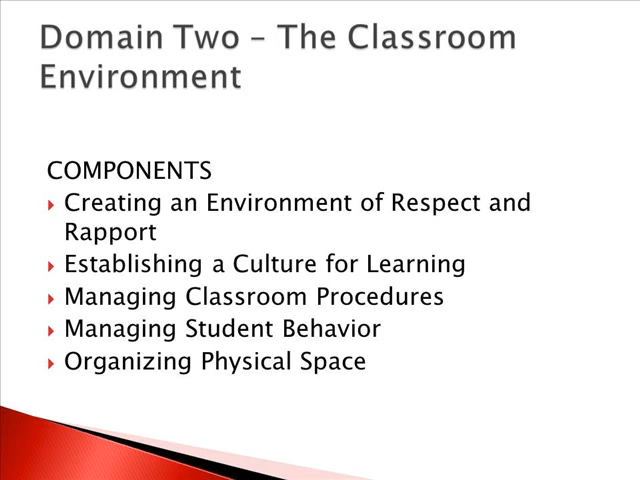 Domain Two – The Classroom
Environment
COMPONENTS
Creating an Environment of Respect and
Rapport
Establishing a Culture for Learning
Managing Classroom Procedures
Managing Student Behavior
Organizing Physical Space